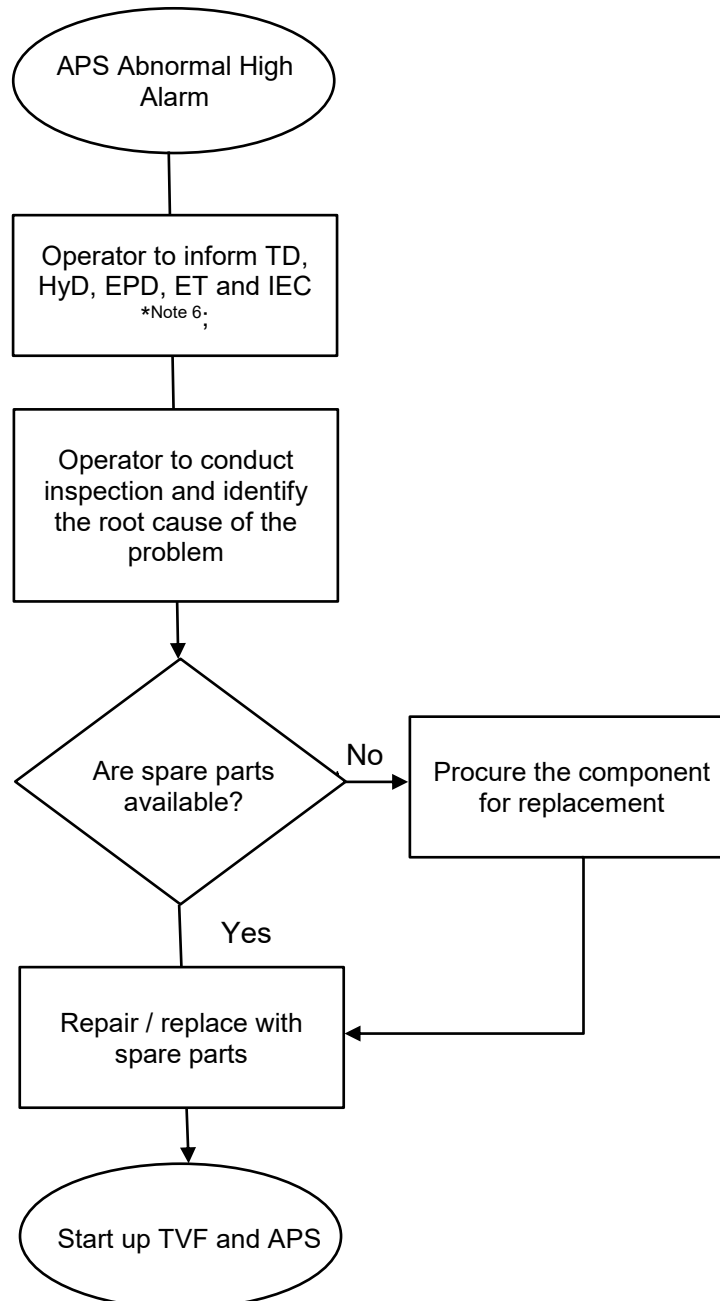 APS Abnormal High
Alarm
Operator to inform TD,
HyD, EPD, ET and IEC
*Note 6;
Operator to conduct
inspection and identify
the root cause of the
problem
Are spare parts
available?
No
Procure the component
for replacement
Yes
Repair / replace with
spare parts
Start up TVF and APS